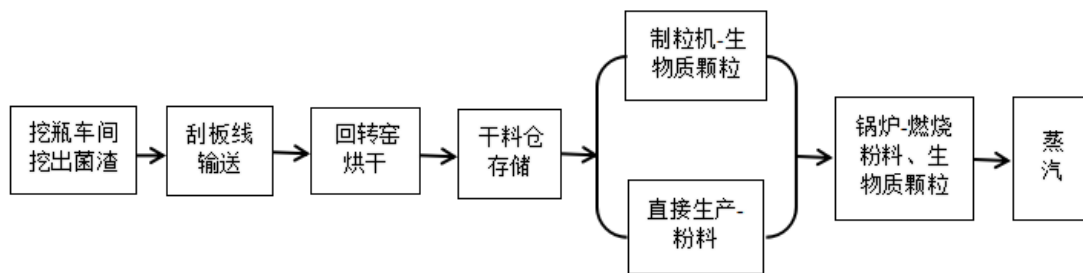 挖瓶车间
挖出菌渣
刮板线
输送
回转窑
烘干
干料仓
存储
制粒机-生
物质颗粒
直接生产-
粉料
锅炉-燃烧
粉料、生
物质颗粒
蒸
汽